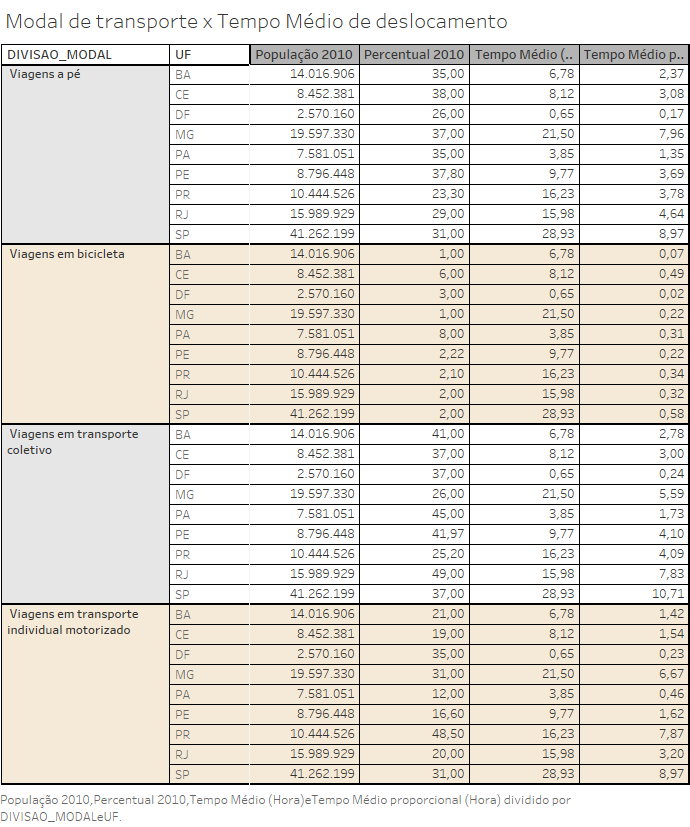 Modal de transporte x Tempo Médio de deslocamento
DIVISAO_MODAL UF População 2010 Percentual 2010 Tempo Médio (.. Tempo Médio p..
Viagens a pé BA 14.016.906 35,00 6,78 2,37
CE 8.452.381 38,00 8,12 3,08
DF 2.570.160 26,00 0,65 0,17
MG 19.597.330 37,00 21,50 7,96
PA 7.581.051 35,00 3,85 1,35
PE 8.796.448 37,80 9,77 3,69
PR 10.444.526 23,30 16,23 3,78
RJ 15.989.929 29,00 15,98 4,64
SP 41.262.199 31,00 28,93 8,97
Viagens em bicicleta BA 14.016.906 1,00 6,78 0,07
CE 8.452.381 6,00 8,12 0,49
DF 2.570.160 3,00 0,65 0,02
MG 19.597.330 1,00 21,50 0,22
PA 7.581.051 8,00 3,85 0,31
PE 8.796.448 2,22 9,77 0,22
PR 10.444.526 2,10 16,23 0,34
RJ 15.989.929 2,00 15,98 0,32
SP 41.262.199 2,00 28,93 0,58
Viagens em transporte BA 14.016.906 41,00 6,78 2,78
coletivo CE 8.452.381 37,00 8,12 3,00
DF 2.570.160 37,00 0,65 0,24
MG 19.597.330 26,00 21,50 5,59
PA 7.581.051 45,00 3,85 1,73
PE 8.796.448 41,97 9,77 4,10
PR 10.444.526 25,20 16,23 4,09
RJ 15.989.929 49,00 15,98 7,83
SP 41.262.199 37,00 28,93 10,71
Viagens em transporte BA 14.016.906 21,00 6,78 1,42
individual motorizado CE 8.452.381 19,00 8,12 1,54
DF 2.570.160 35,00 0,65 0,23
MG 19.597.330 31,00 21,50 6,67
PA 7.581.051 12,00 3,85 0,46
PE 8.796.448 16,60 9,77 1,62
PR 10.444.526 48,50 16,23 7,87
RJ 15.989.929 20,00 15,98 3,20
SP 41.262.199 31,00 28,93 8,97
População 2010,Percentual 2010,Tempo Médio (Hora)eTempo Médio proporcional (Hora) dividido por
DIVISAO_MODALeUF.